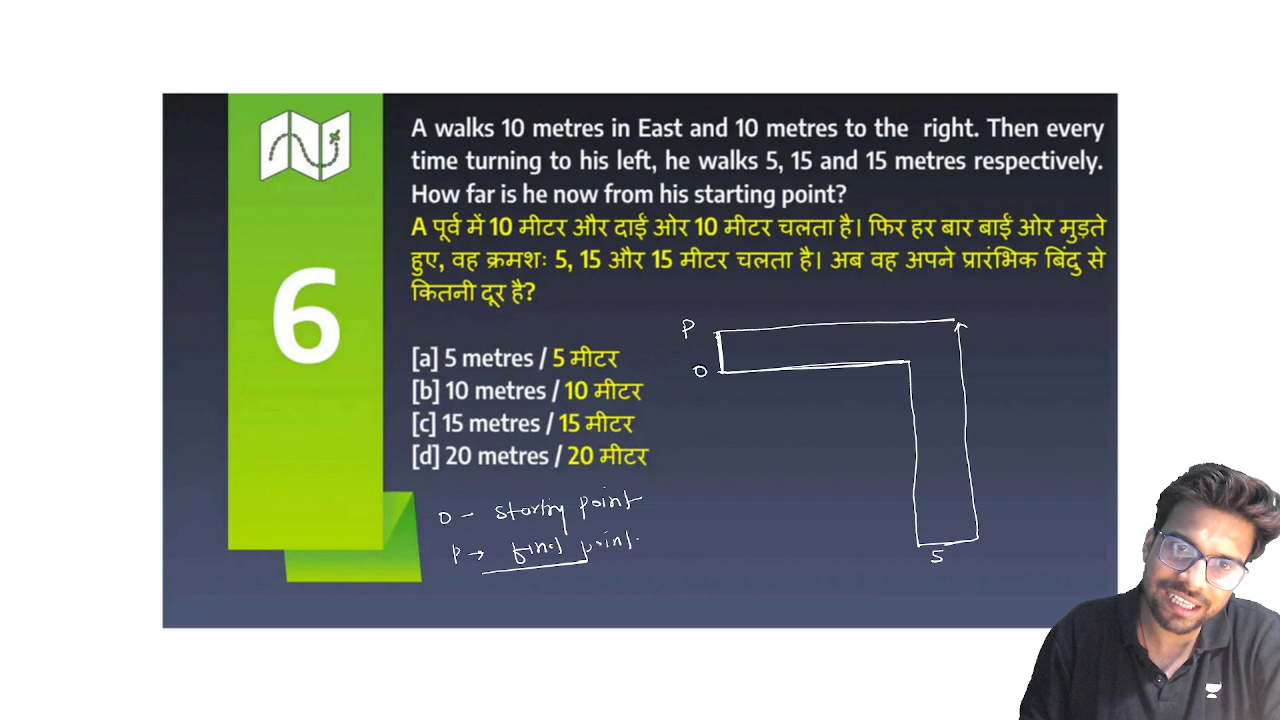 A walks 10 metres in East and 10 metres to the right. Then every
time turning to his left, he walks 5, 15 and 15 metres respectively.
How far is he now from his starting point?
A पूर्व में 10 मीटर और दाईं ओर 10 मीटर चलता है। फिर हर बार बाईं ओर मुड़ते
हुए, वह क्रमशः 5, 15 और 15 मीटर चलता है। अब वह अपने प्रारंभिक बिंदु से
कितनी दूर है?
6
[a] 5 metres / 5 मीटर
[b] 10 metres / 10 मीटर
[c] 15 metres / 15 मीटर
[d] 20 metres / 20 मीटर
P
O
5
O - starting point
P → final point.